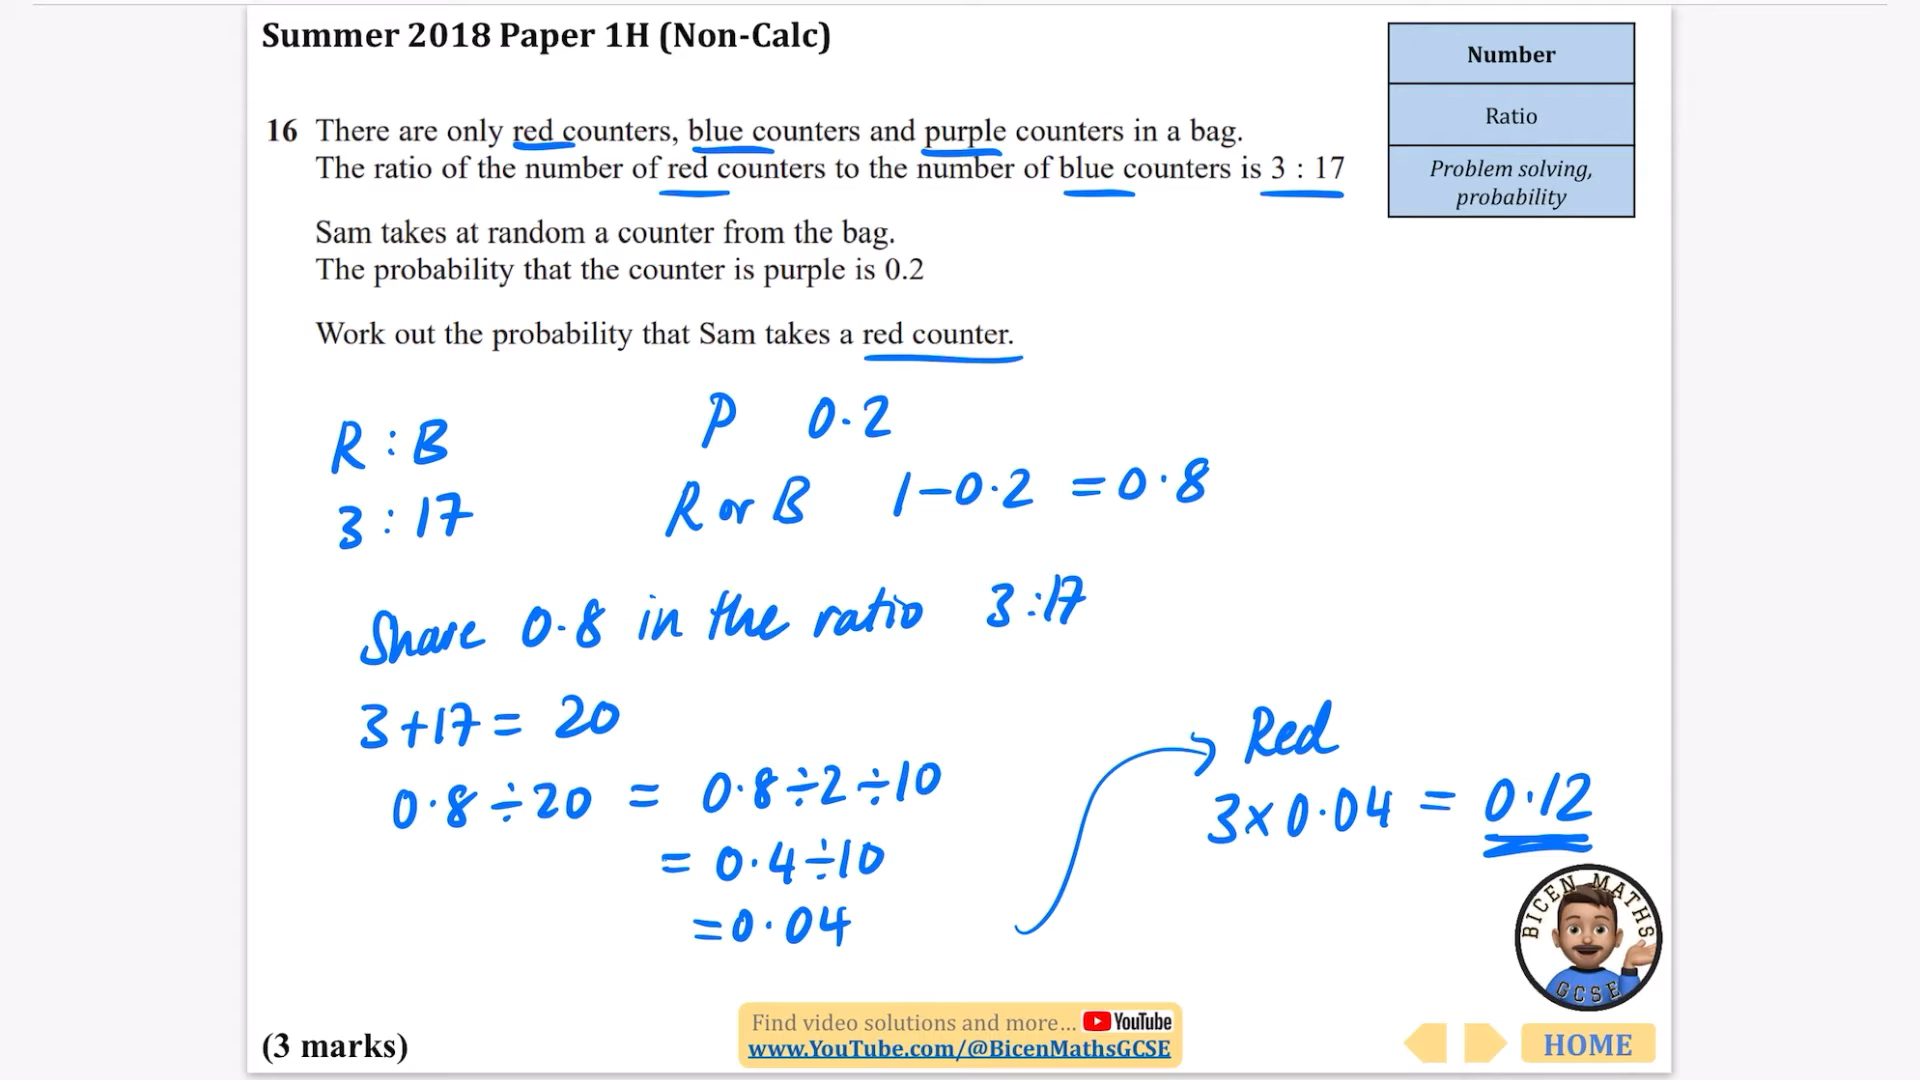 Summer 2018 Paper 1H (Non-Calc)
Number
Ratio
Problem solving,
probability
16 There are only red counters, blue counters and purple counters in a bag.
The ratio of the number of red counters to the number of blue counters is 3 : 17
Sam takes at random a counter from the bag.
The probability that the counter is purple is 0.2
Work out the probability that Sam takes a red counter.
R : B
3 : 17
P 0.2
R or B 1-0.2 = 0.8
Share 0.8 in the ratio 3:17
3+17 = 20
0.8÷20 = 0.8÷2÷10
= 0.4÷10
=0.04
Red
3×0.04 = 0.12
BICEN MATHS
GCSE
(3 marks)
Find video solutions and more... YouTube
www.YouTube.com/@BicenMathsGCSE
HOME